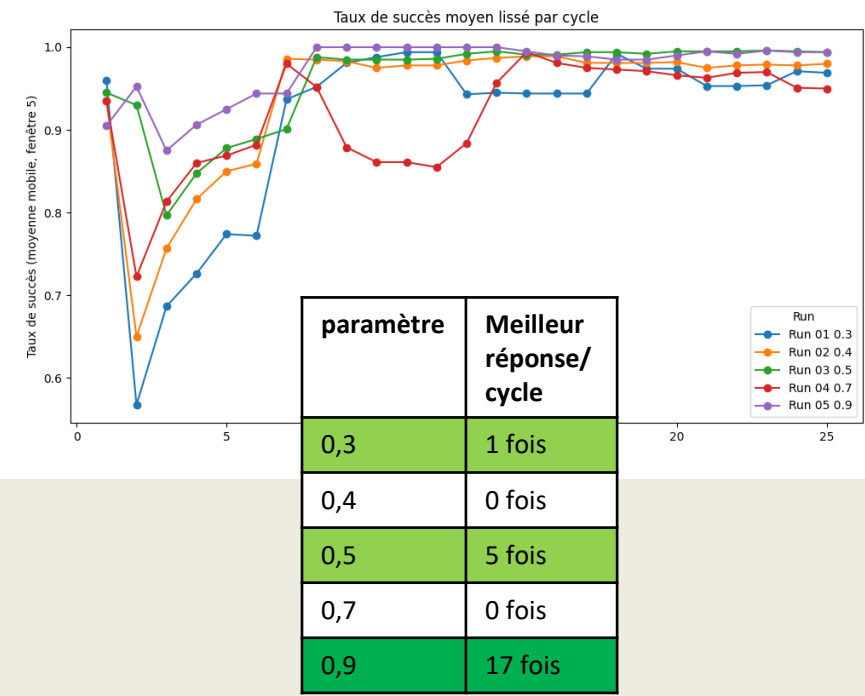 Taux de succès moyen lissé par cycle
Taux de succès (moyenne mobile, fenêtre 5)
1.0
0.9
0.8
0.7
0.6
0
5
20
25
Run
Run 01 0.3
Run 02 0.4
Run 03 0.5
Run 04 0.7
Run 05 0.9
paramètre Meilleur
réponse/
cycle
0,3 1 fois
0,4 0 fois
0,5 5 fois
0,7 0 fois
0,9 17 fois